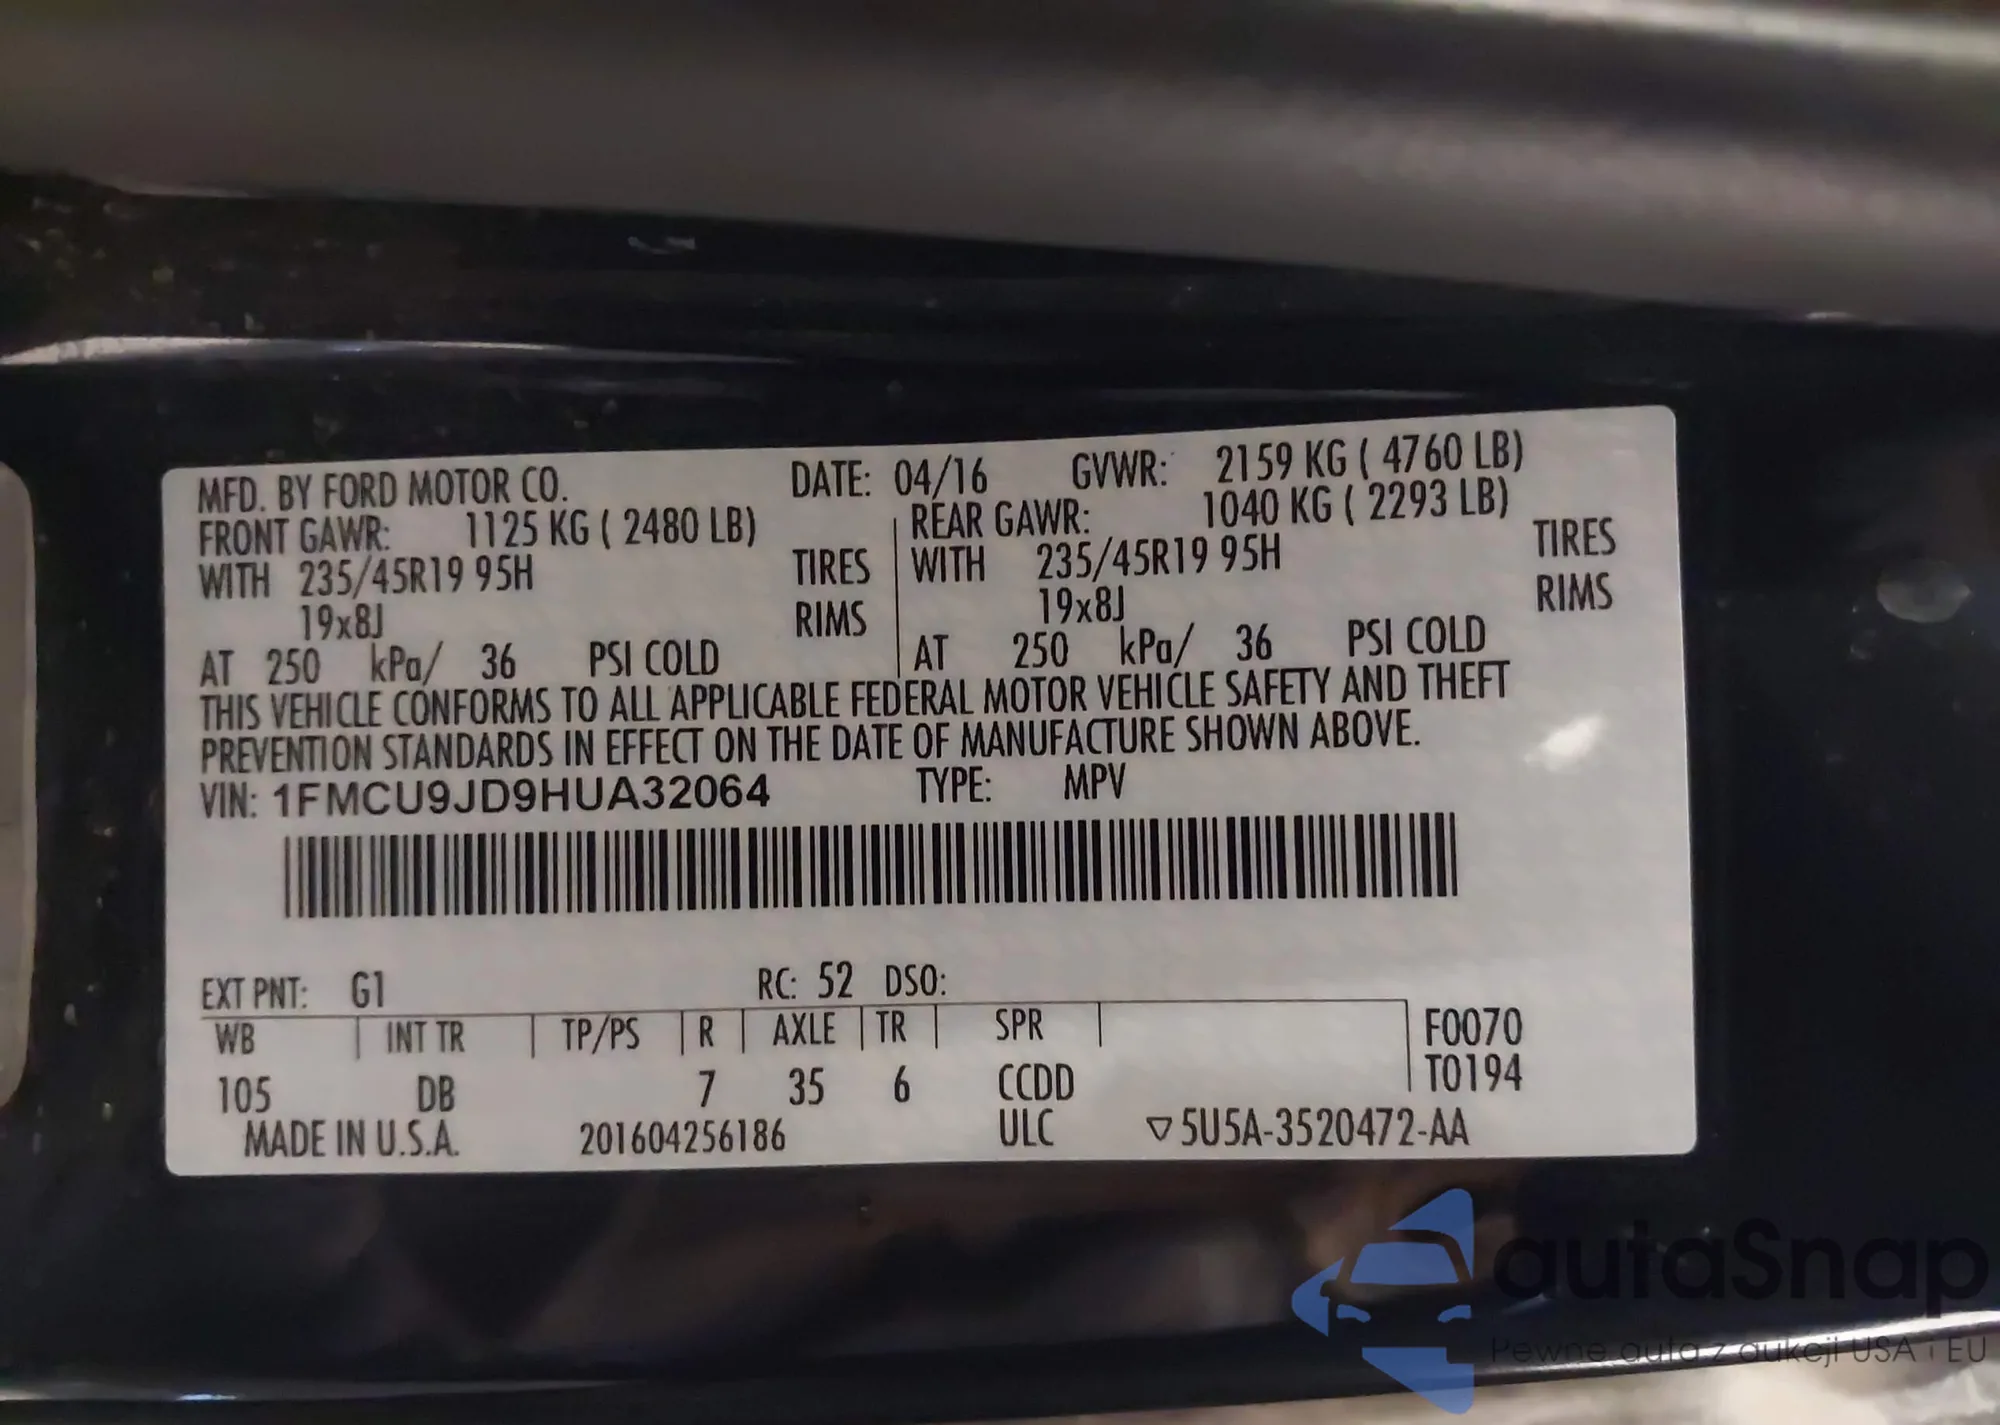 MFD. BY FORD MOTOR CO. DATE: 04/16 GVWR: 2159 KG ( 4760 LB)
FRONT GAWR: 1125 KG ( 2480 LB) REAR GAWR: 1040 KG ( 2293 LB)
WITH 235/45R19 95H TIRES WITH 235/45R19 95H TIRES
19x8J RIMS 19x8J RIMS
AT 250 kPa/ 36 PSI COLD AT 250 kPa/ 36 PSI COLD
THIS VEHICLE CONFORMS TO ALL APPLICABLE FEDERAL MOTOR VEHICLE SAFETY AND THEFT
PREVENTION STANDARDS IN EFFECT ON THE DATE OF MANUFACTURE SHOWN ABOVE.
VIN: 1FMCU9JD9HUA32064 TYPE: MPV
EXT PNT: G1 RC: 52 DSO:
WB INT TR TP/PS R AXLE TR SPR F0070
105 DB 7 35 6 CCDD T0194
MADE IN U.S.A. 201604256186 ULC ▽5U5A-3520472-AA
autaSnap
Pewne auta z aukcji USA i EU